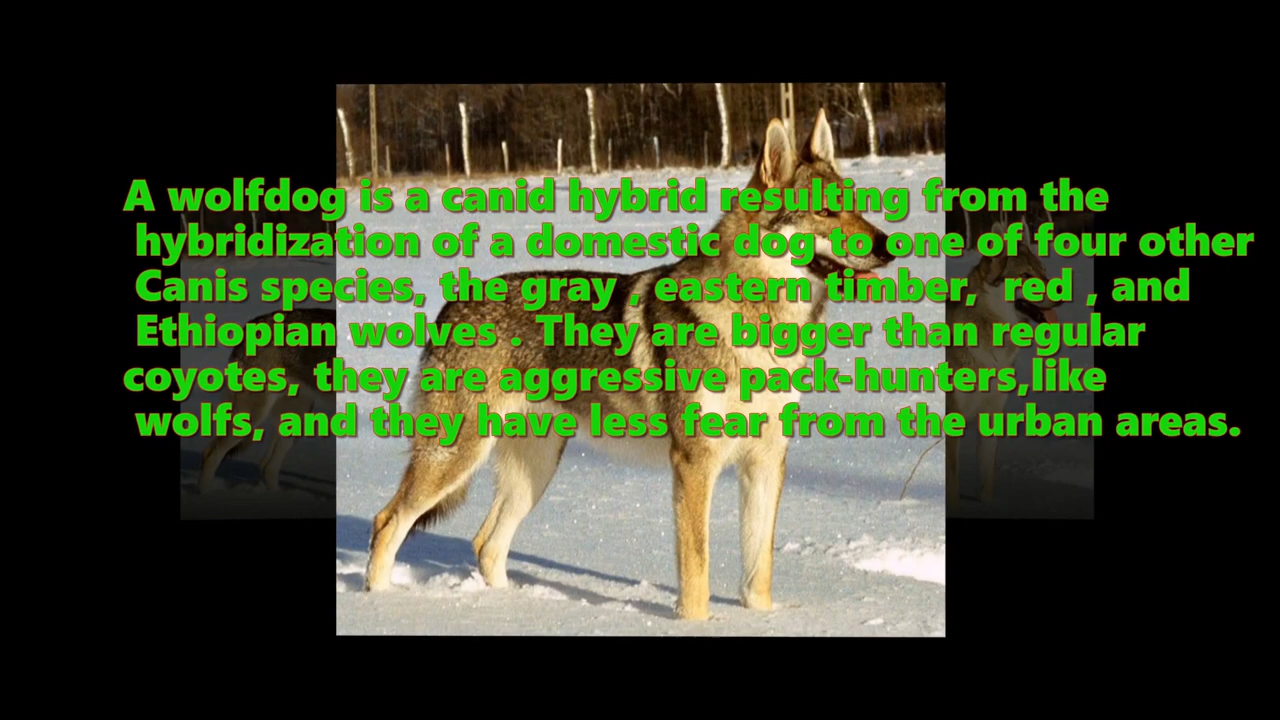 A wolfdog is a canid hybrid resulting from the
hybridization of a domestic dog to one of four other
Canis species, the gray , eastern timber,  red , and
Ethiopian wolves . They are bigger than regular
coyotes, they are aggressive pack-hunters,like
wolfs, and they have less fear from the urban areas.